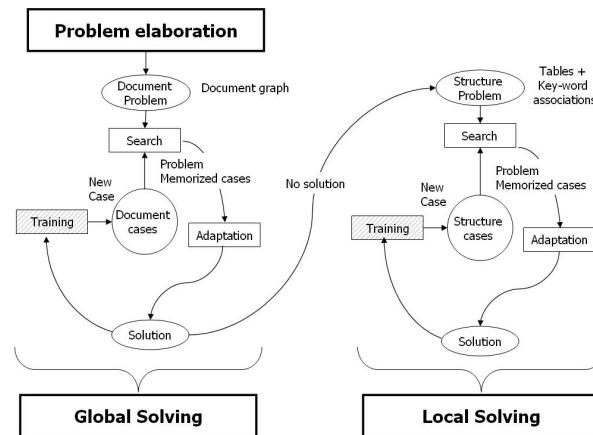 Problem elaboration
Document
Problem
Document graph
Search
Problem
Memorized cases
New
Case
Training
Document
cases
Adaptation
Solution
Global Solving
No solution
Structure
Problem
Tables +
Key-word
associations
Search
Problem
Memorized cases
New
Case
Training
Structure
cases
Adaptation
Solution
Local Solving